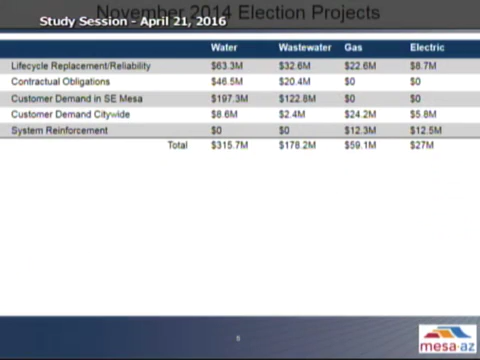 November 2014 Election Projects
Study Session - April 21, 2016
Water Wastewater Gas Electric
Lifecycle Replacement/Reliability $63.3M $32.6M $22.6M $8.7M
Contractual Obligations $46.5M $20.4M $0 $0
Customer Demand in SE Mesa $197.3M $122.8M $0 $0
Customer Demand Citywide $8.6M $2.4M $24.2M $5.8M
System Reinforcement $0 $0 $12.3M $12.5M
Total $315.7M $178.2M $59.1M $27M
mesa·az